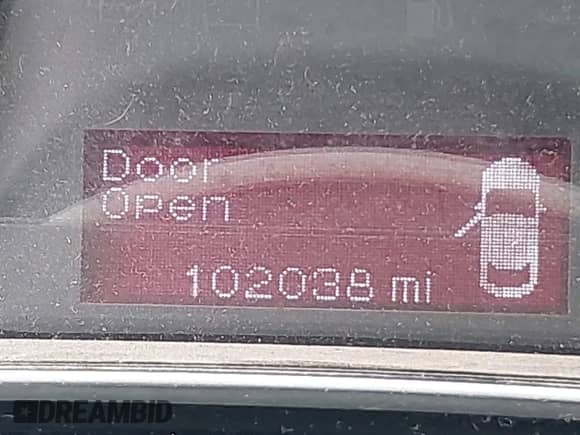 Door
Open
102038 mi
DREAMBID